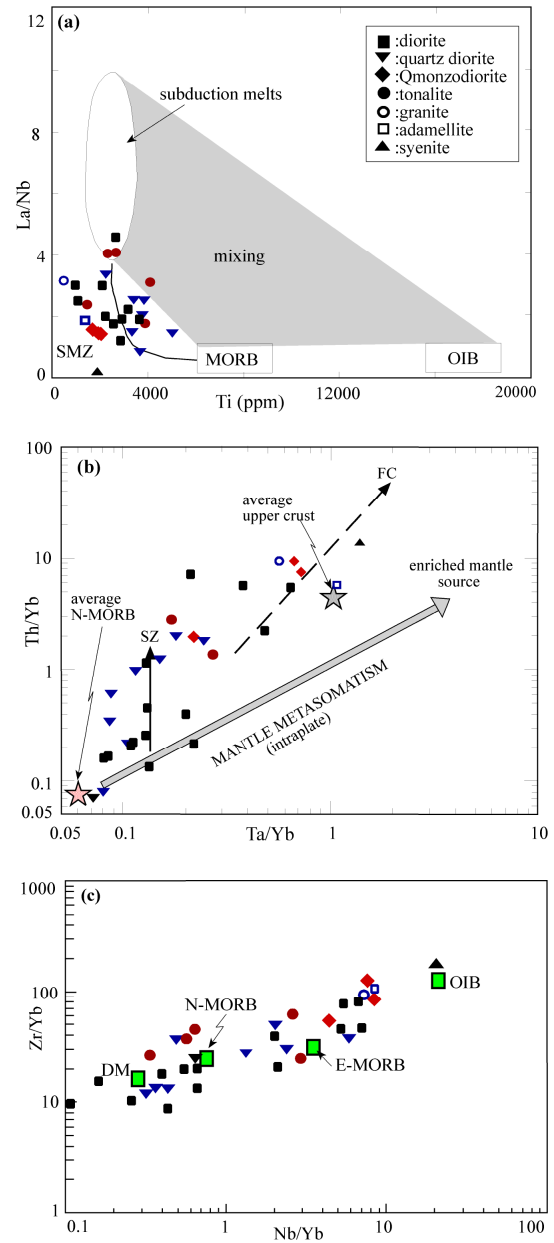 (a)
12
8
4
0
La/Nb
subduction melts
mixing
SMZ
MORB
OIB
:diorite
:quartz diorite
:Qmonzodiorite
:tonalite
:granite
:adamellite
:syenite
4000
12000
20000
Ti (ppm)
(b)
100
10
1
0.1
0.05
Th/Yb
average
N-MORB
SZ
average
upper crust
FC
enriched mantle
source
MANTLE METASOMATISM
(intraplate)
0.05
0.1
1
10
Ta/Yb
(c)
1000
100
10
1
Zr/Yb
DM
N-MORB
E-MORB
OIB
0.1
1
10
100
Nb/Yb